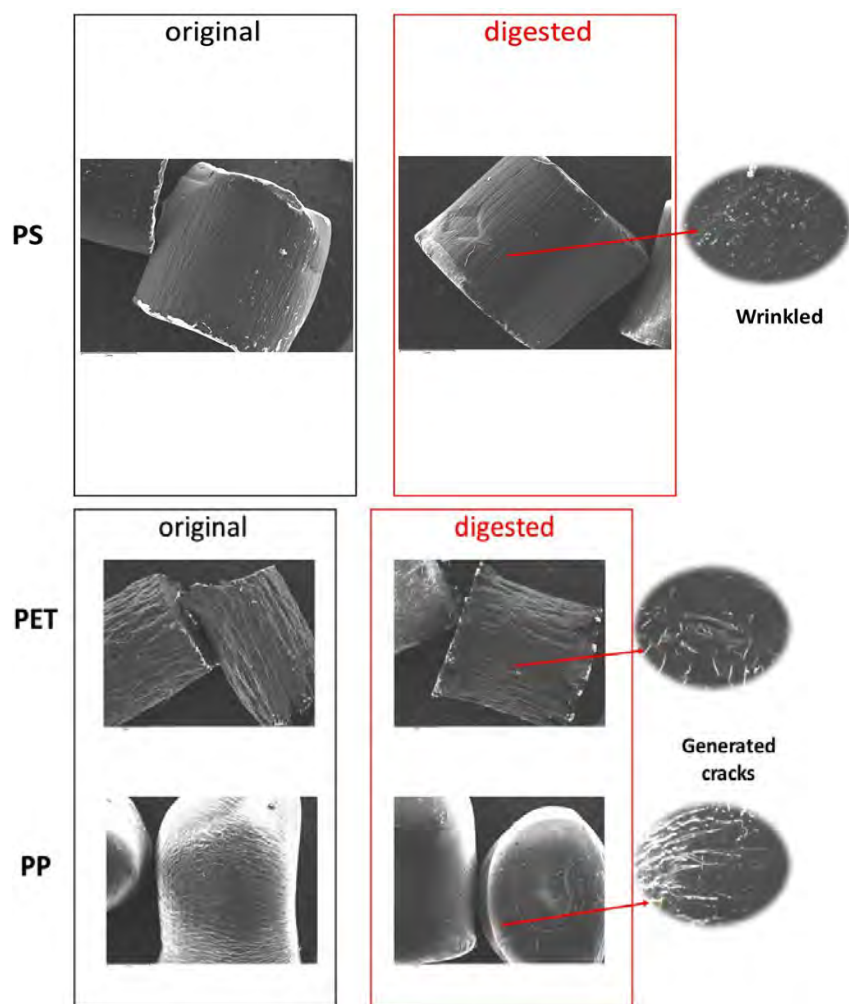 original
digested
PS
Wrinkled
original
digested
PET
Generated
cracks
PP